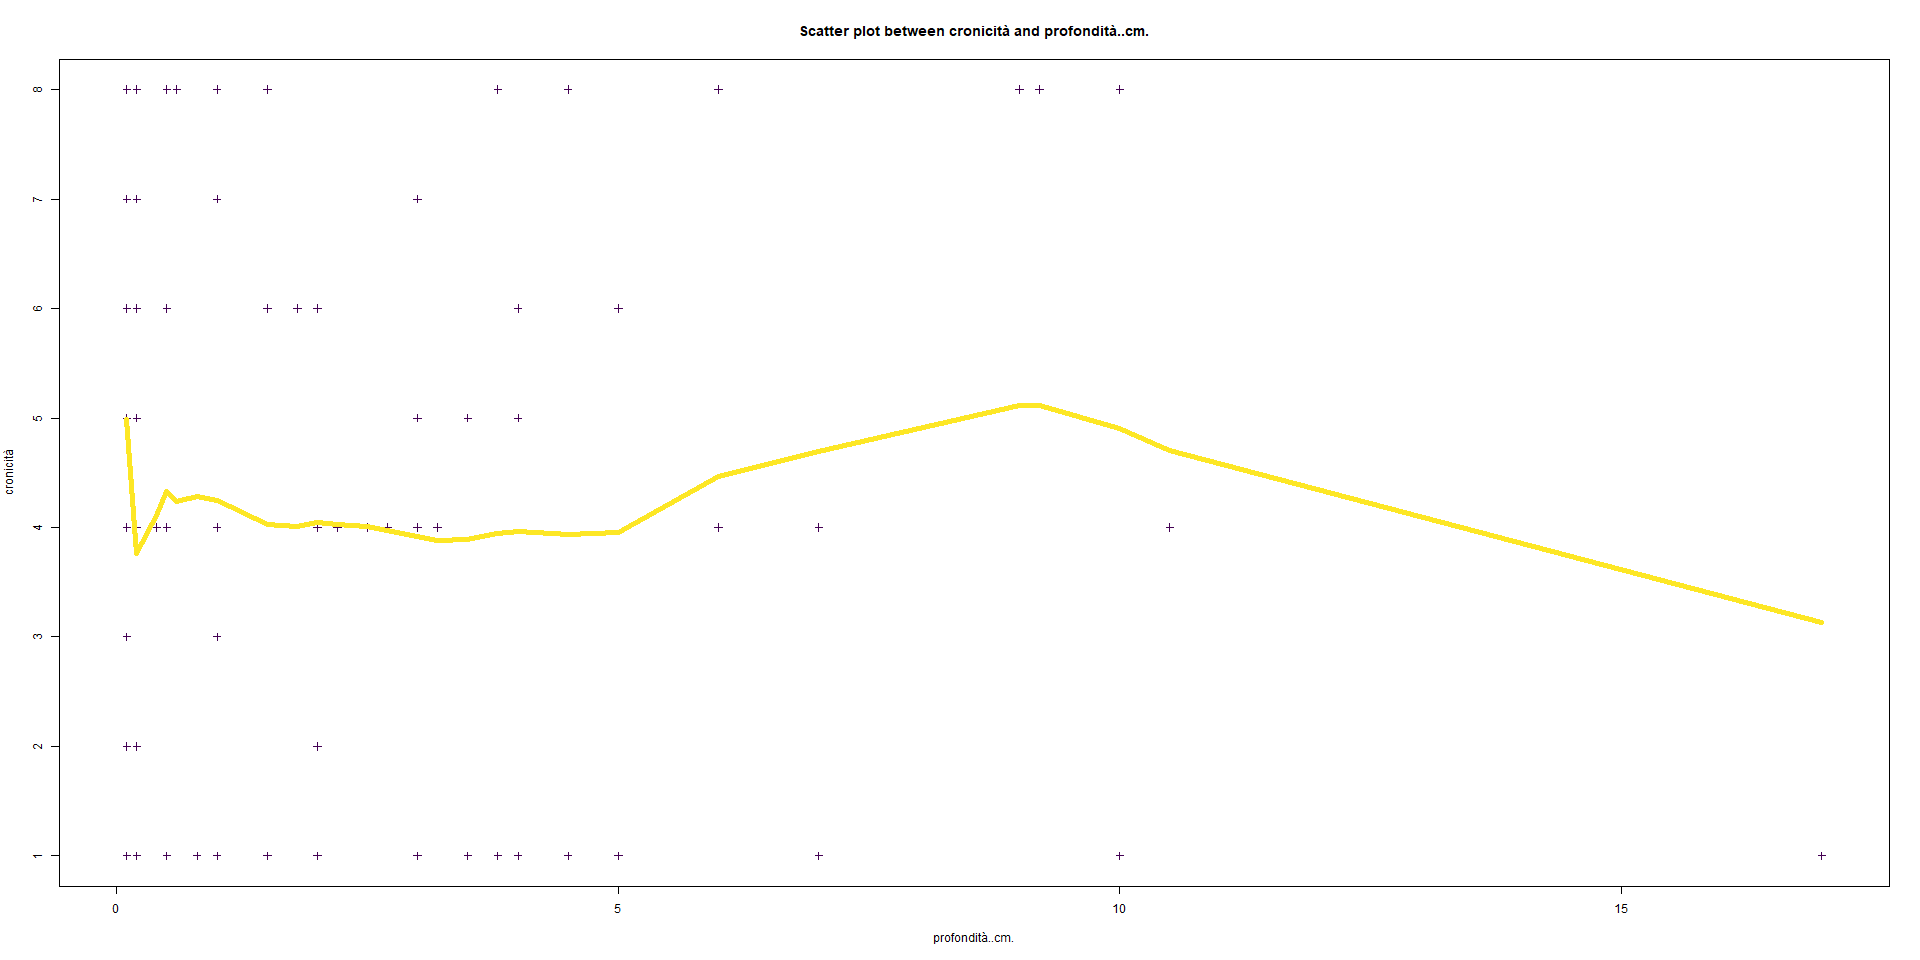 Scatter plot between cronicità and profondità..cm.
8
7
6
5
4
3
2
1
cronicità
0 5 10 15
profondità..cm.